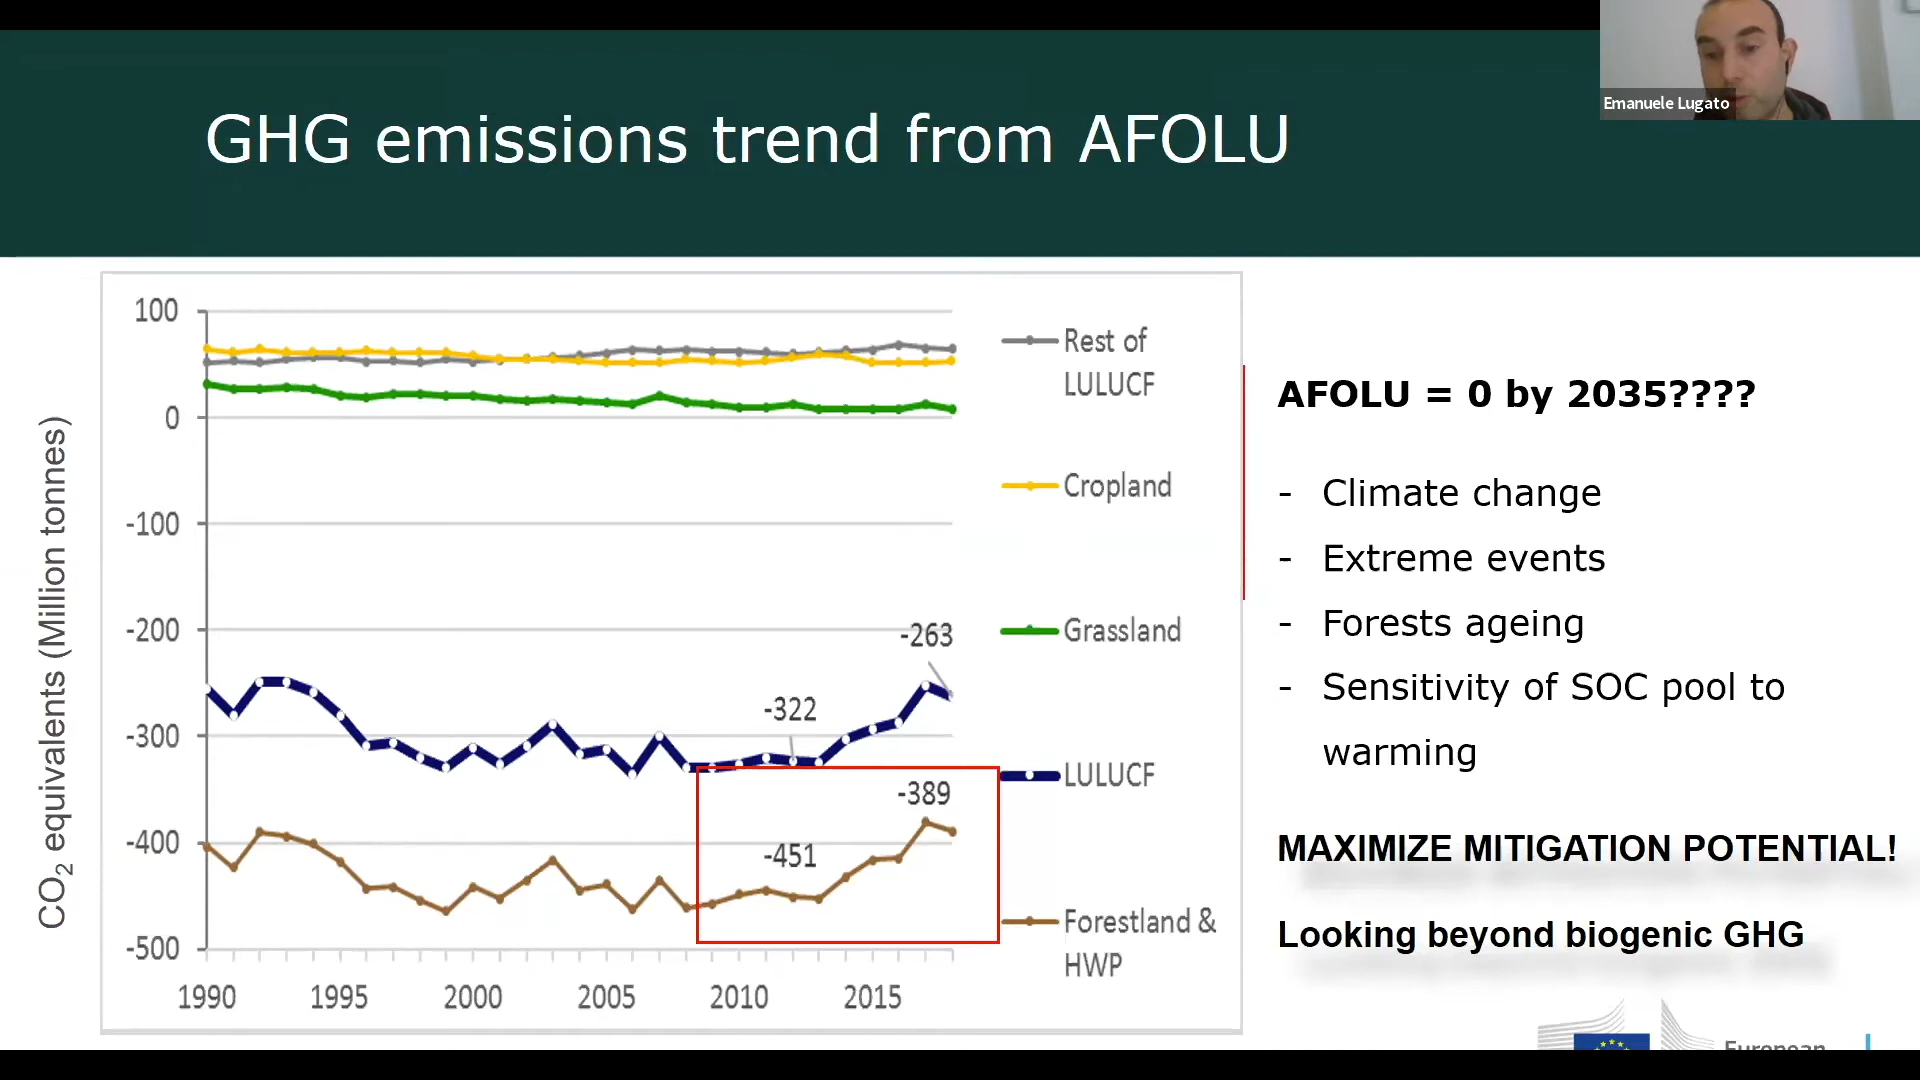 Emanuele Lugato
GHG emissions trend from AFOLU
CO2 equivalents (Million tonnes)
100
0
-100
-200
-300
-400
-500
1990
1995
2000
2005
2010
2015
-263
-322
-389
-451
Rest of
LULUCF
Cropland
Grassland
LULUCF
Forestland &
HWP
AFOLU = 0 by 2035????
- Climate change
- Extreme events
- Forests ageing
- Sensitivity of SOC pool to
warming
MAXIMIZE MITIGATION POTENTIAL!
Looking beyond biogenic GHG
European